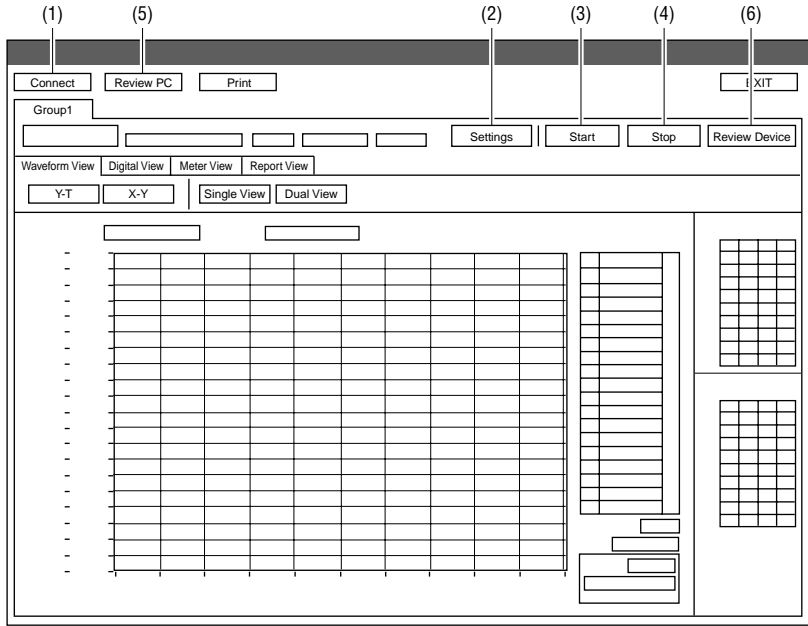 (1) (5) (2) (3) (4) (6)
Connect Review PC Print EXIT
Group1
Settings Start Stop Review Device
Waveform View Digital View Meter View Report View
Y-T X-Y Single View Dual View